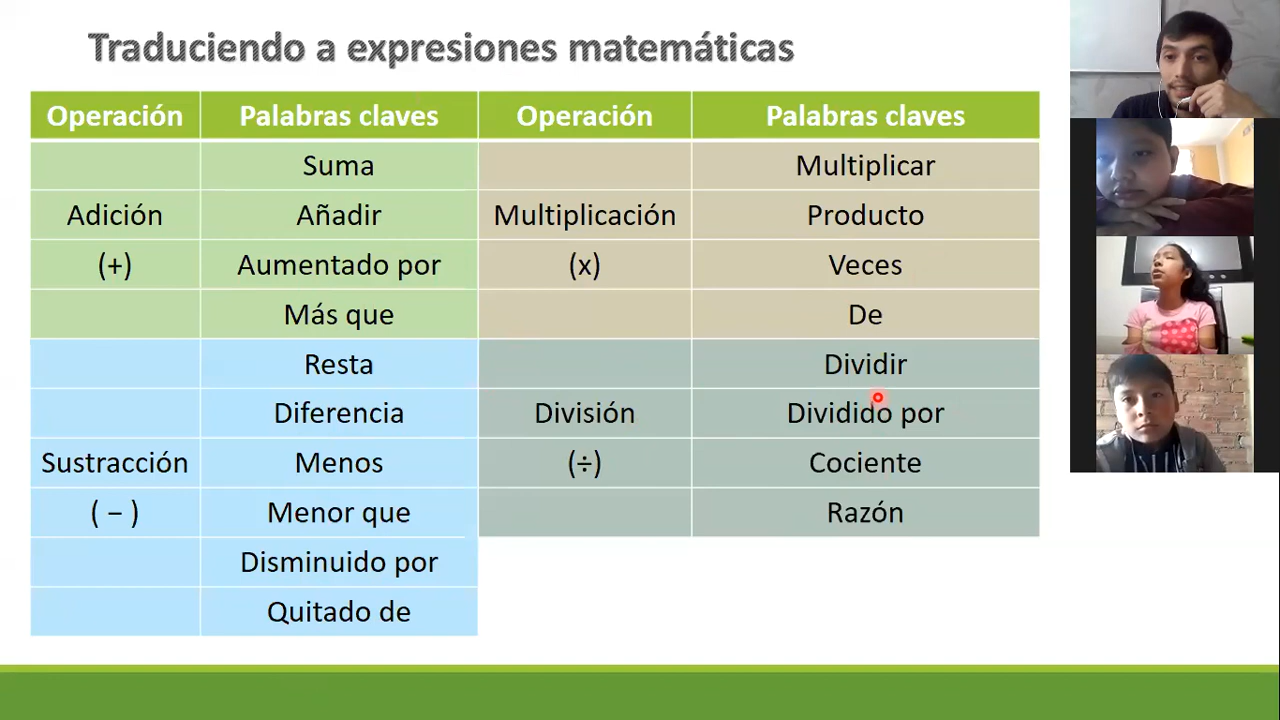 Traduciendo a expresiones matemáticas
Operación Palabras claves Operación Palabras claves
Suma Multiplicar
Adición Añadir Multiplicación Producto
(+) Aumentado por (x) Veces
Más que De
Resta Dividir
Diferencia División Dividido por
Sustracción Menos (÷) Cociente
( − ) Menor que Razón
Disminuido por
Quitado de